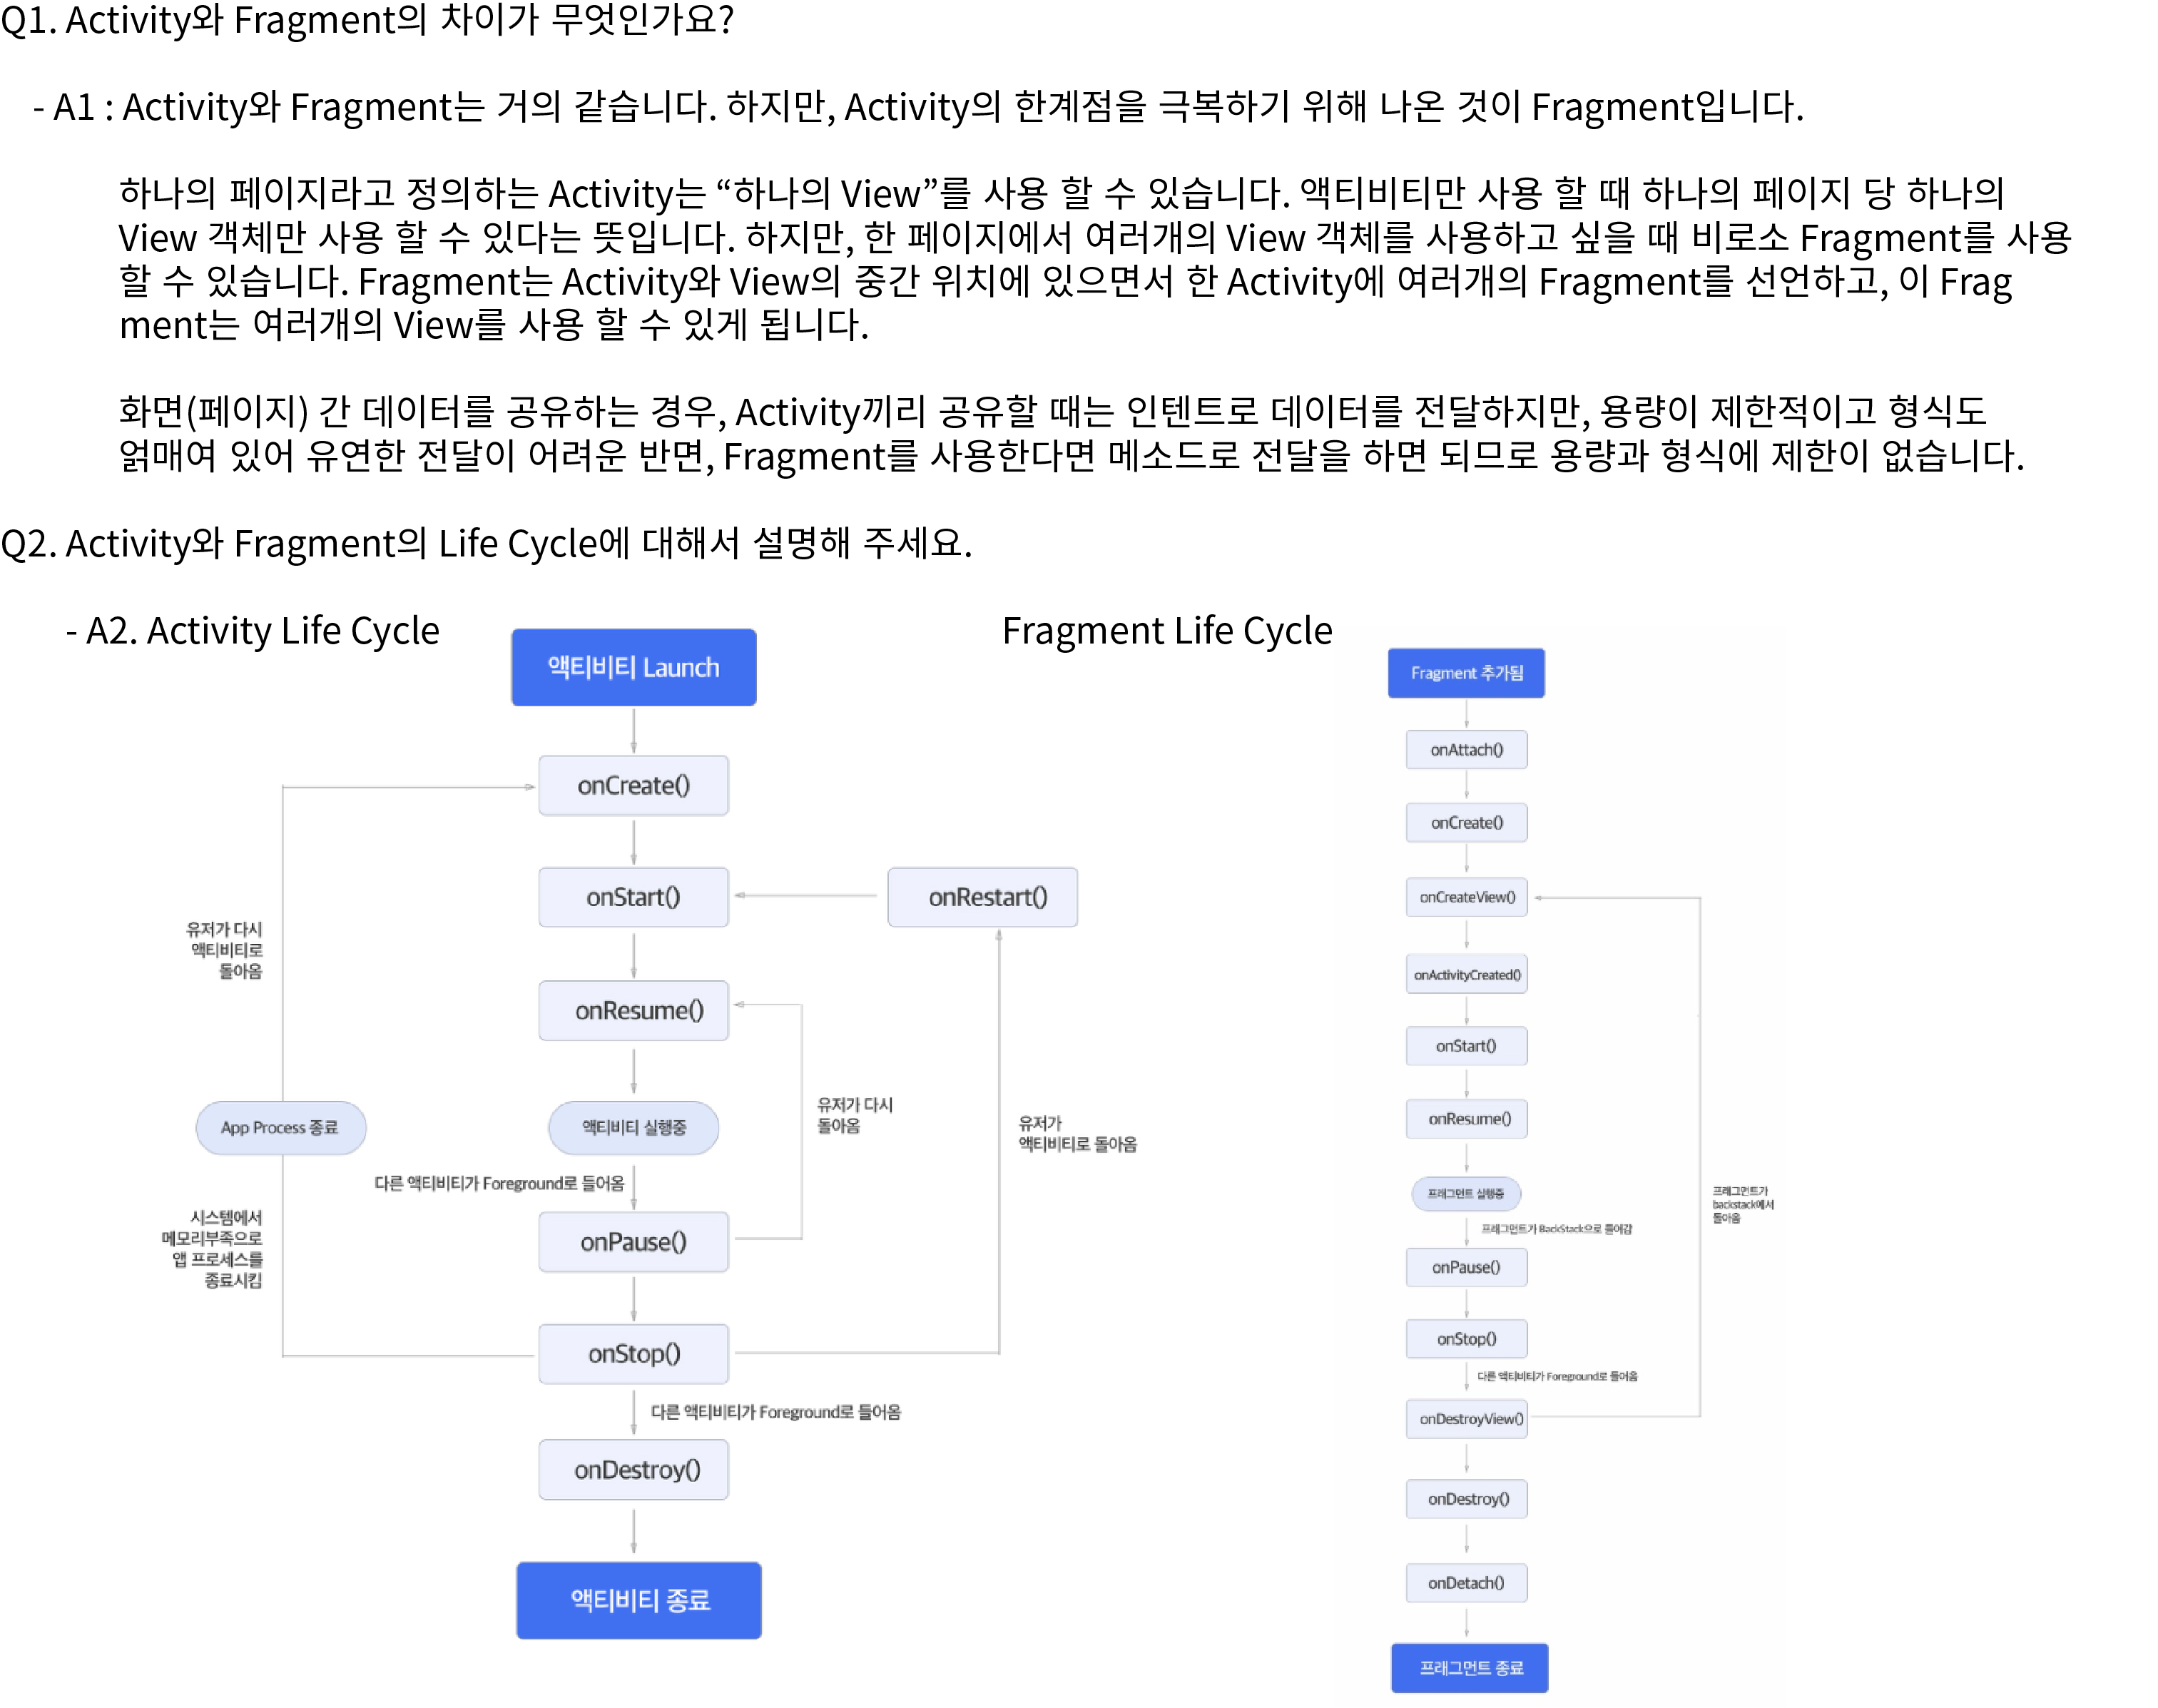 Q1. Activity와 Fragment의 차이가 무엇인가요?
- A1 : Activity와 Fragment는 거의 같습니다. 하지만, Activity의 한계점을 극복하기 위해 나온 것이 Fragment입니다.
하나의 페이지라고 정의하는 Activity는 “하나의 View”를 사용 할 수 있습니다. 액티비티만 사용 할 때 하나의 페이지 당 하나의
View 객체만 사용 할 수 있다는 뜻입니다. 하지만, 한 페이지에서 여러개의 View 객체를 사용하고 싶을 때 비로소 Fragment를 사용
할 수 있습니다. Fragment는 Activity와 View의 중간 위치에 있으면서 한 Activity에 여러개의 Fragment를 선언하고, 이 Frag
ment는 여러개의 View를 사용 할 수 있게 됩니다.
화면(페이지) 간 데이터를 공유하는 경우, Activity끼리 공유할 때는 인텐트로 데이터를 전달하지만, 용량이 제한적이고 형식도
얽매여 있어 유연한 전달이 어려운 반면, Fragment를 사용한다면 메소드로 전달을 하면 되므로 용량과 형식에 제한이 없습니다.
Q2. Activity와 Fragment의 Life Cycle에 대해서 설명해 주세요.
- A2. Activity Life Cycle
액티비티 Launch
onCreate()
onStart()
onRestart()
유저가 다시
액티비티로
돌아옴
onResume()
App Process 종료
액티비티 실행중
유저가 다시
돌아옴
유저가
액티비티로 돌아옴
다른 액티비티가 Foreground로 들어옴
시스템에서
메모리부족으로
앱 프로세스를
종료시킴
onPause()
onStop()
다른 액티비티가 Foreground로 들어옴
onDestroy()
액티비티 종료
Fragment Life Cycle
Fragment 추가됨
onAttach()
onCreate()
onCreateView()
onActivityCreated()
onStart()
onResume()
프래그먼트 실행중
프래그먼트가
backstack에서
돌아옴
프래그먼트가 BackStack으로 들어감
onPause()
onStop()
다른 액티비티가 Foreground로 들어옴
onDestroyView()
onDestroy()
onDetach()
프래그먼트 종료